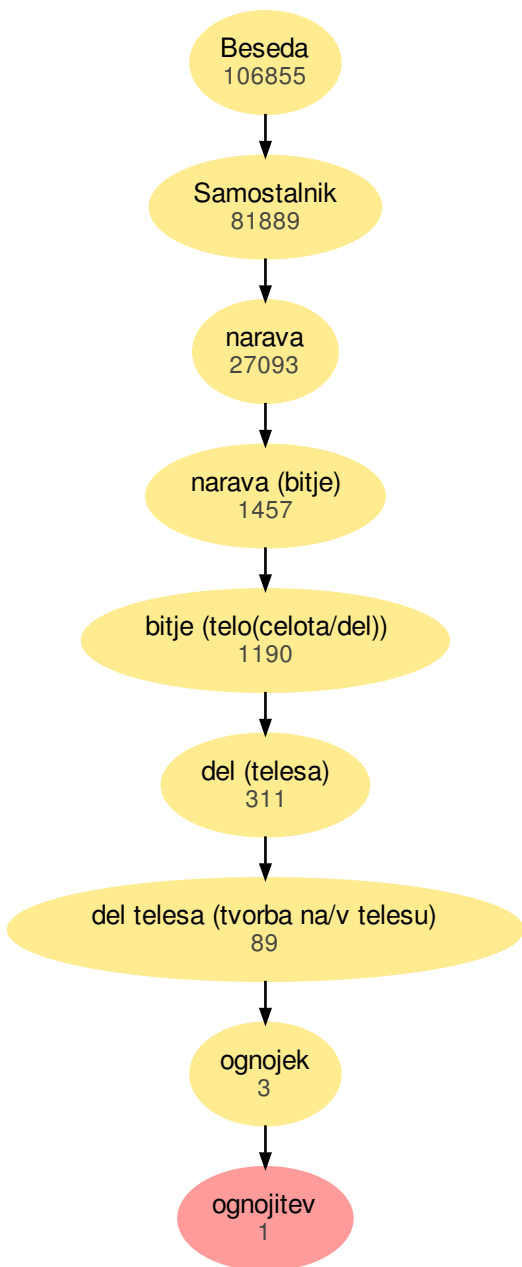 Beseda
106855
Samostalnik
81889
narava
27093
narava (bitje)
1457
bitje (telo(celota/del))
1190
del (telesa)
311
del telesa (tvorba na/v telesu)
89
ognojek
3
ognojitev
1